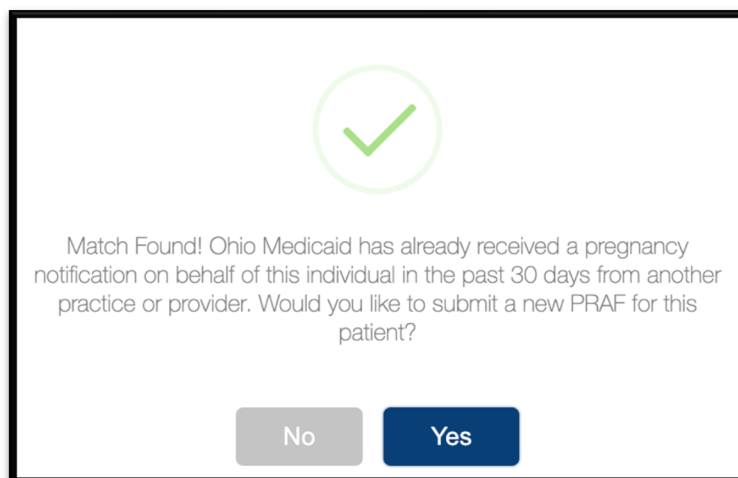 Match Found! Ohio Medicaid has already received a pregnancy
notification on behalf of this individual in the past 30 days from another
practice or provider. Would you like to submit a new PRAF for this
patient?
No
Yes